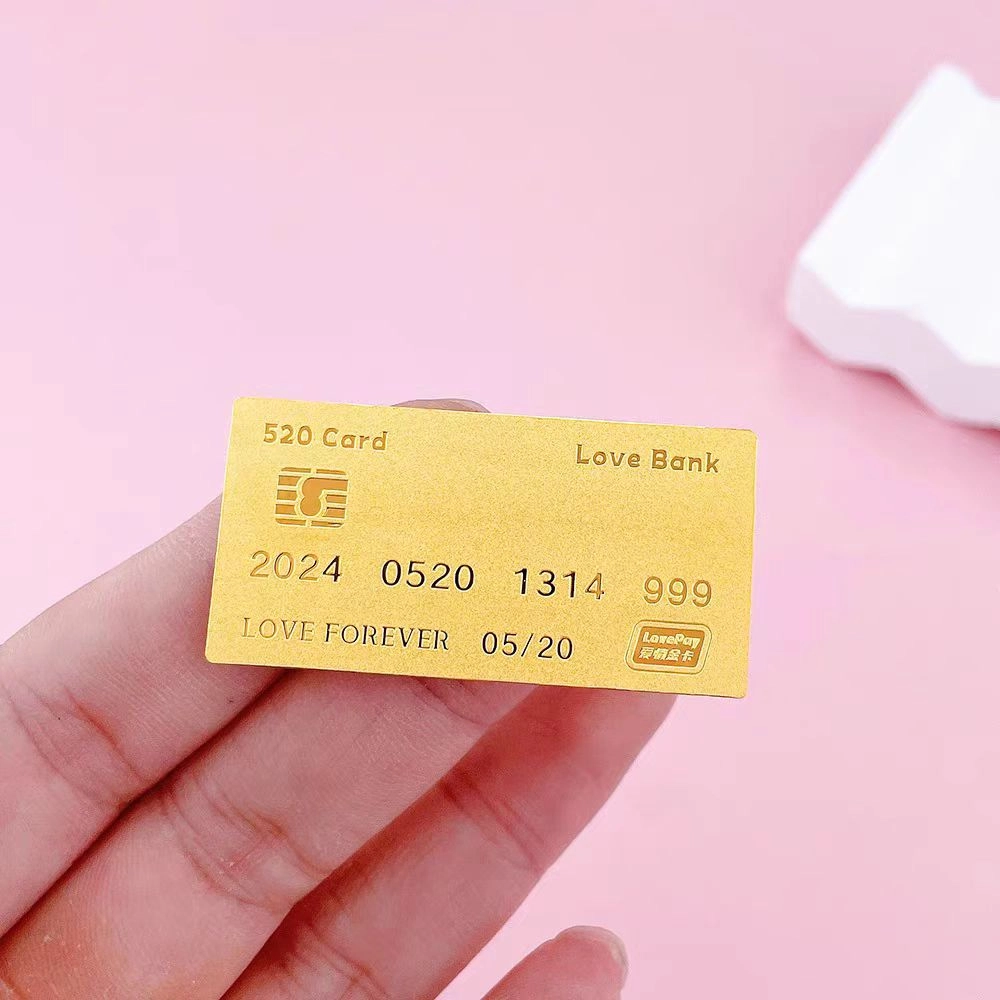 520 Card
Love Bank
2024 0520 1314 999
LOVE FOREVER 05/20
LovePay
爱情金卡